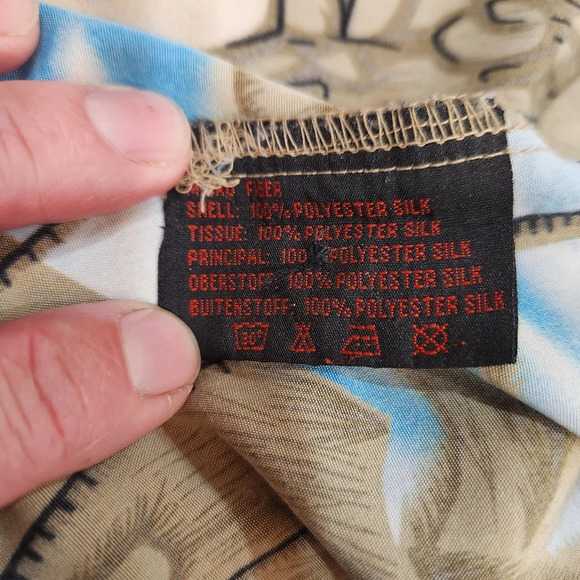 FIBER
SHELL: 100% POLYESTER SILK
TISSUE: 100% POLYESTER SILK
PRINCIPAL: 100% POLYESTER SILK
OBERSTOFF: 100% POLYESTER SILK
BUITENSTOFF: 100% POLYESTER SILK
30°